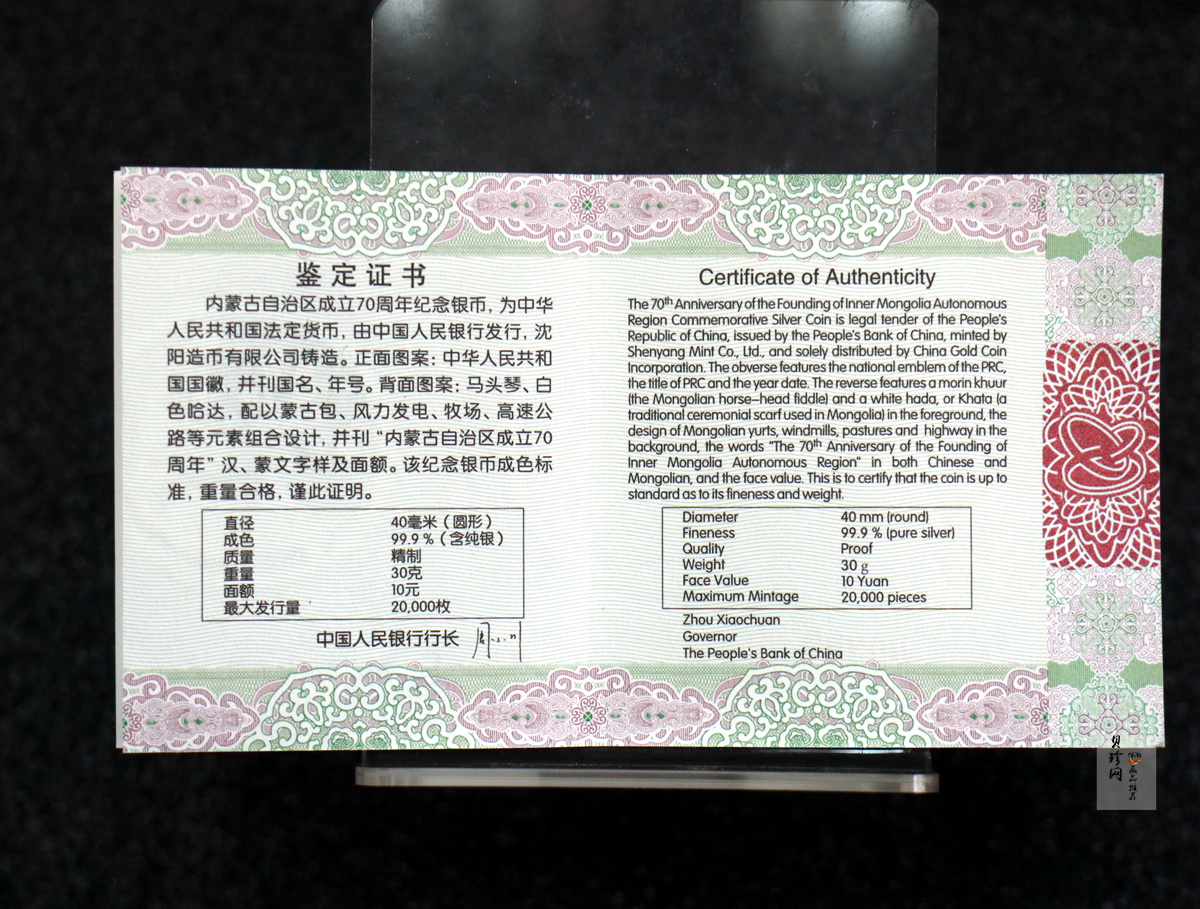 鉴定证书
内蒙古自治区成立70周年纪念银币，为中华
人民共和国法定货币，由中国人民银行发行，沈
阳造币有限公司铸造。正面图案：中华人民共和
国国徽，并刊国名、年号。背面图案：马头琴、白
色哈达，配以蒙古包、风力发电、牧场、高速公
路等元素组合设计，并刊“内蒙古自治区成立70
周年”汉、蒙文字样及面额。该纪念银币成色标
准，重量合格，谨此证明。
直径 40毫米（圆形）
成色 99.9％（含纯银）
质量 精制
重量 30克
面额 10元
最大发行量 20,000枚
中国人民银行行长
Certificate of Authenticity
The 70th Anniversary of the Founding of Inner Mongolia Autonomous
Region Commemorative Silver Coin is legal tender of the People's
Republic of China, issued by the People's Bank of China, minted by
Shenyang Mint Co., Ltd., and solely distributed by China Gold Coin
Incorporation. The obverse features the national emblem of the PRC,
the title of PRC and the year date. The reverse features a morin khuur
(the Mongolian horse–head fiddle) and a white hada, or Khata (a
traditional ceremonial scarf used in Mongolia) in the foreground, the
design of Mongolian yurts, windmills, pastures and highway in the
background, the words "The 70th Anniversary of the Founding of
Inner Mongolia Autonomous Region" in both Chinese and
Mongolian, and the face value. This is to certify that the coin is up to
standard as to its fineness and weight.
Diameter 40 mm (round)
Fineness 99.9 % (pure silver)
Quality Proof
Weight 30 g
Face Value 10 Yuan
Maximum Mintage 20,000 pieces
Zhou Xiaochuan
Governor
The People's Bank of China
贝珍网